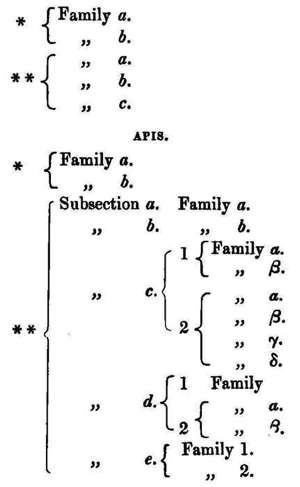 * Family a.
„ b.
** „ a.
„ b.
„ c.
APIS.
* Family a.
„ b.
Subsection a. Family a.
„ b. „ b.
1 Family a.
„ β.
„ c.
„ a.
„ β.
2
** „ γ.
„ δ.
1 Family
„ d.
„ a.
2 „ β.
„ e. Family 1.
„ 2.